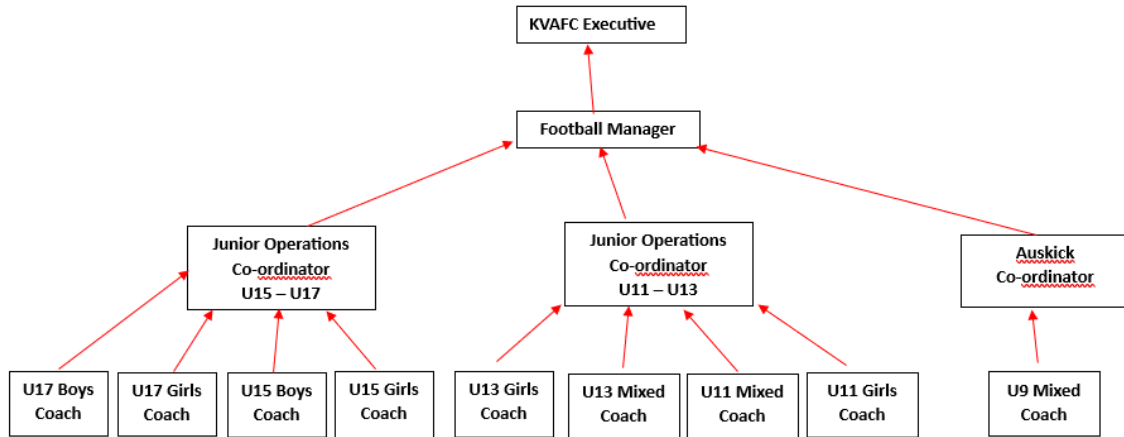 KVAFC Executive
Football Manager
Junior Operations
Co-ordinator
U15 – U17
Junior Operations
Co-ordinator
U11 – U13
Auskick
Co-ordinator
U17 Boys
Coach
U17 Girls
Coach
U15 Boys
Coach
U15 Girls
Coach
U13 Girls
Coach
U13 Mixed
Coach
U11 Mixed
Coach
U11 Girls
Coach
U9 Mixed
Coach